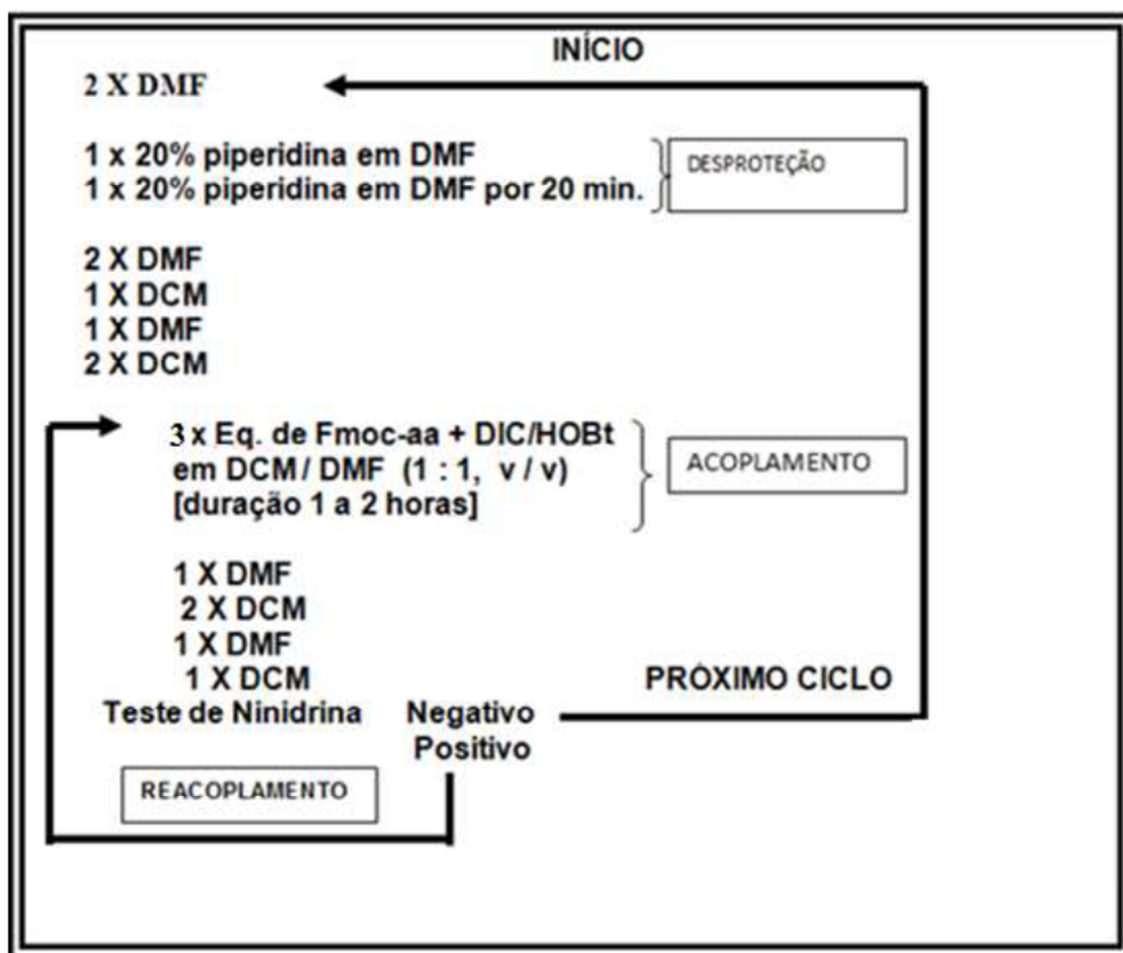 INÍCIO
2 X DMF
1 x 20% piperidina em DMF
1 x 20% piperidina em DMF por 20 min.
DESPROTEÇÃO
2 X DMF
1 X DCM
1 X DMF
2 X DCM
3 x Eq. de Fmoc-aa + DIC/HOBt
em DCM / DMF (1 : 1, v / v)
[duração 1 a 2 horas]
ACOPLAMENTO
1 X DMF
2 X DCM
1 X DMF
1 X DCM
PRÓXIMO CICLO
Teste de Ninidrina Negativo
Positivo
REACOPLAMENTO